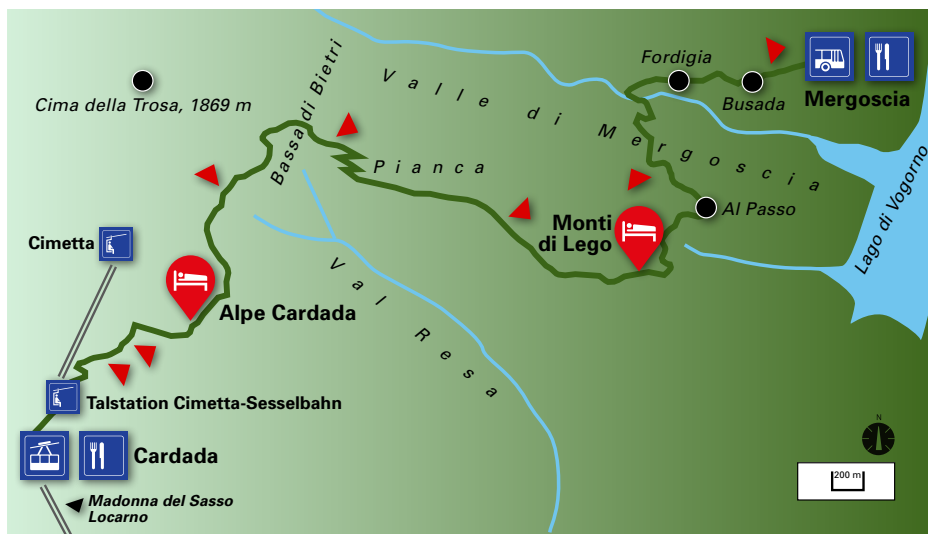 Fordigia
Busada
Mergoscia
Cima della Trosa, 1869 m
Bassa di Bietri
Valle di Mergoscia
Pianca
Al Passo
Lago di Vogorno
Monti
di Lego
Cimetta
Alpe Cardada
Val Resa
Talstation Cimetta-Sesselbahn
Cardada
Madonna del Sasso
Locarno
N
200 m